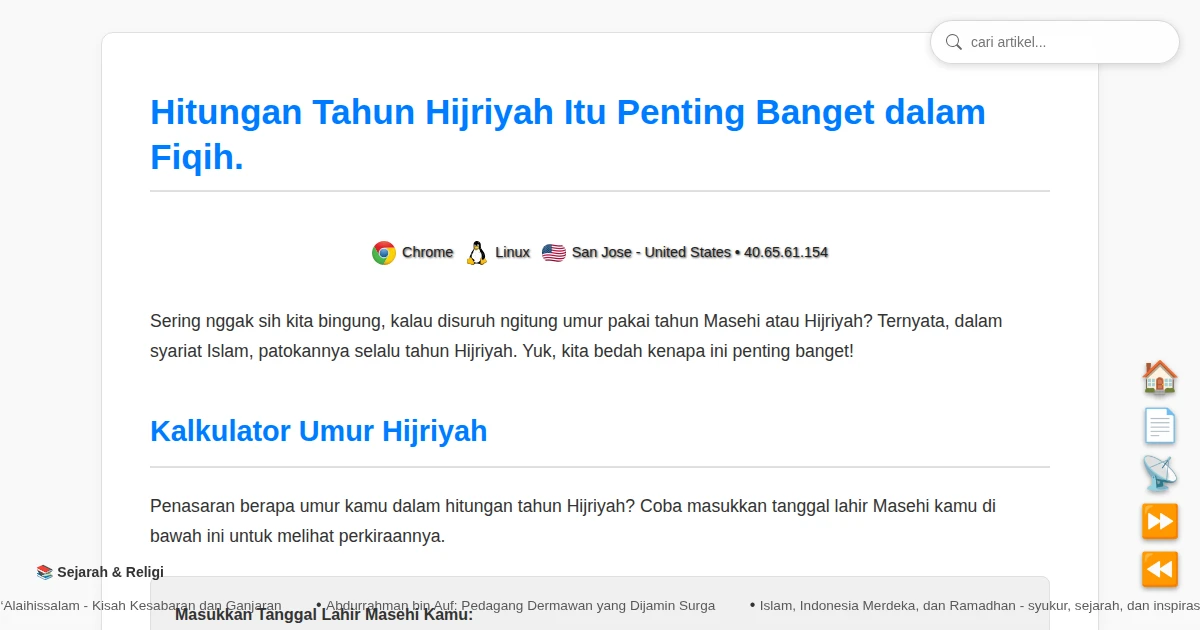 cari artikel...
Hitungan Tahun Hijriyah Itu Penting Banget dalam
Fiqih.
Chrome Linux San Jose - United States • 40.65.61.154
Sering nggak sih kita bingung, kalau disuruh ngitung umur pakai tahun Masehi atau Hijriyah? Ternyata, dalam
syariat Islam, patokannya selalu tahun Hijriyah. Yuk, kita bedah kenapa ini penting banget!
Kalkulator Umur Hijriyah
Penasaran berapa umur kamu dalam hitungan tahun Hijriyah? Coba masukkan tanggal lahir Masehi kamu di
bawah ini untuk melihat perkiraannya.
Sejarah & Religi
'Alaihissalam - Kisah Kesabaran dan Ganjaran • Abdurrahman bin Auf: Pedagang Dermawan yang Dijamin Surga • Islam, Indonesia Merdeka, dan Ramadhan - syukur, sejarah, dan inspiras
Masukkan Tanggal Lahir Masehi Kamu: